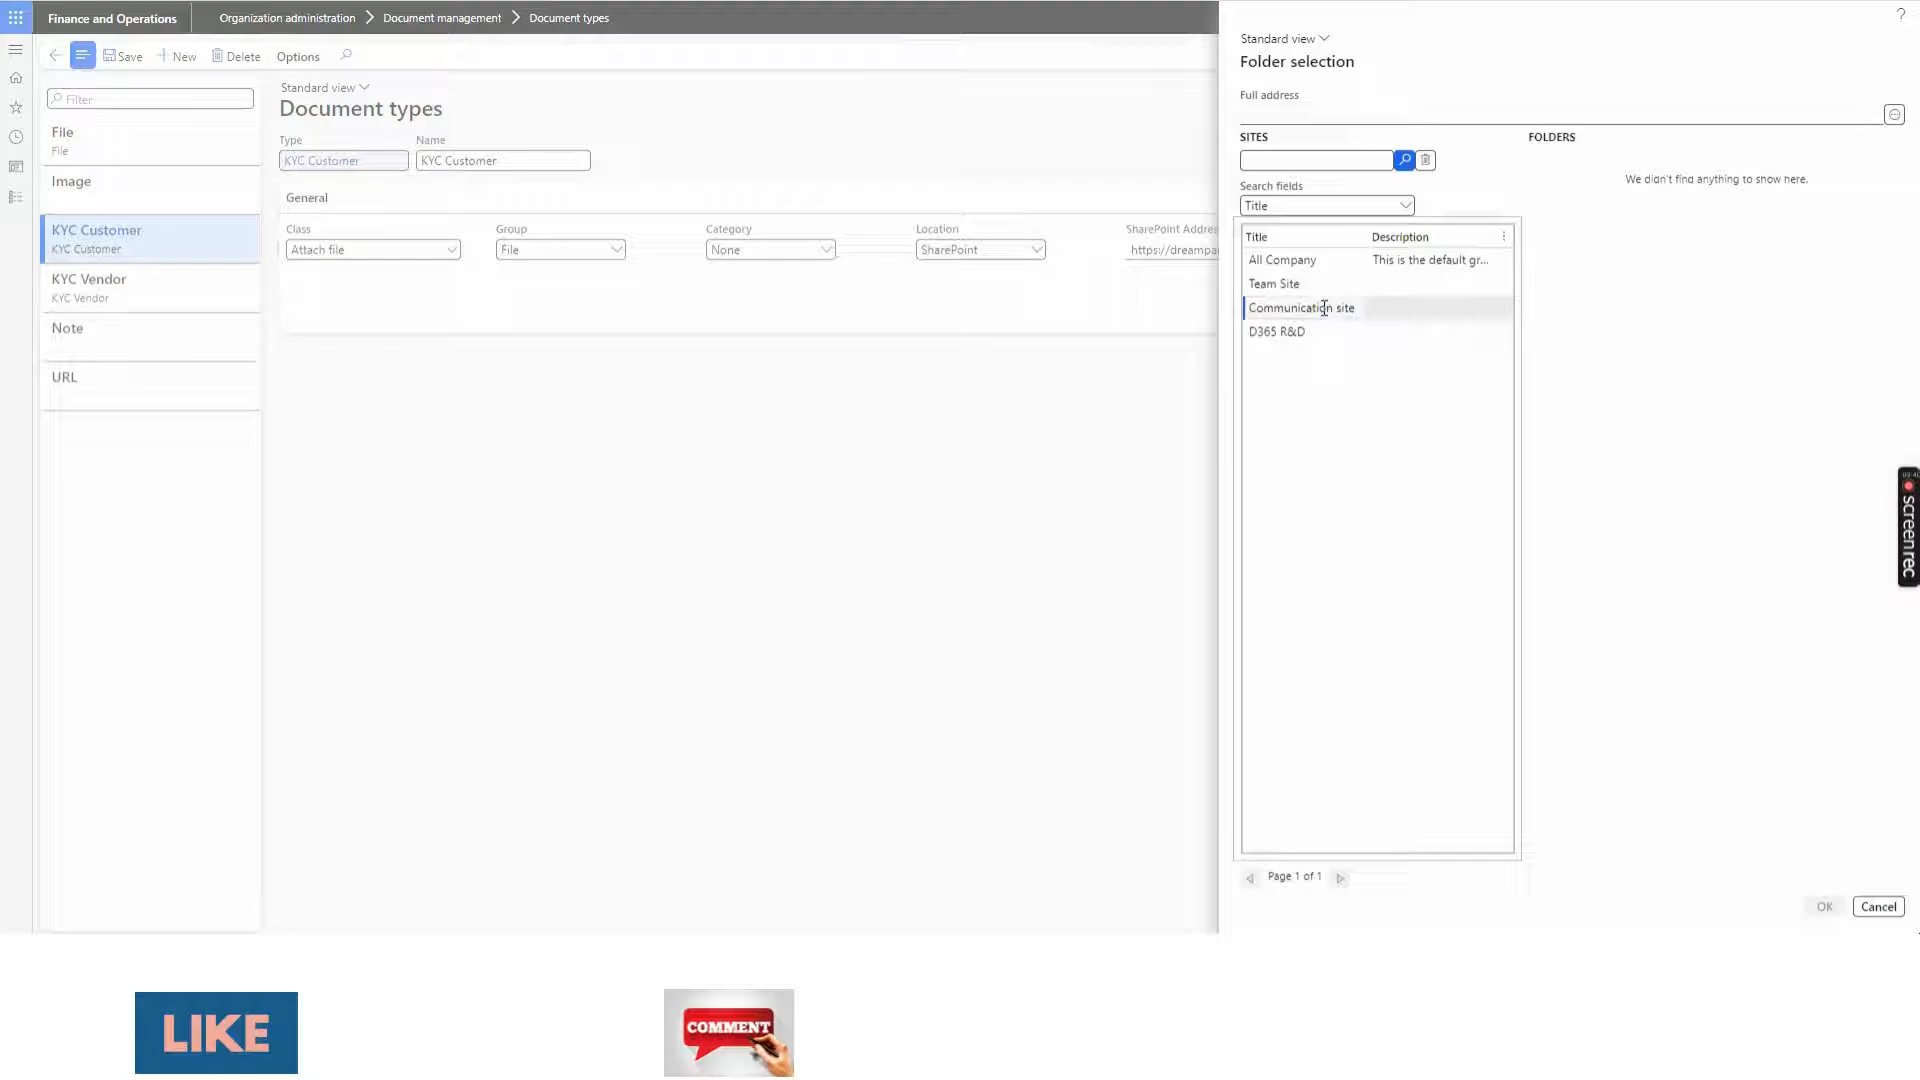 Finance and Operations
Organization administration
Document management
Document types
?
Save
New
Delete
Options
Filter
File
File
Image
KYC Customer
KYC Customer
KYC Vendor
KYC Vendor
Note
URL
Standard view
Document types
Type
Name
KYC Customer
KYC Customer
General
Class
Group
Category
Location
SharePoint Addres
Attach file
File
None
SharePoint
https://dreampa
Standard view
Folder selection
Full address
SITES
FOLDERS
We didn't find anything to show here.
Search fields
Title
Title
Description
All Company
This is the default gr...
Team Site
Communication site
D365 R&D
Page 1 of 1
OK
Cancel
screenrec
LIKE
COMMENT